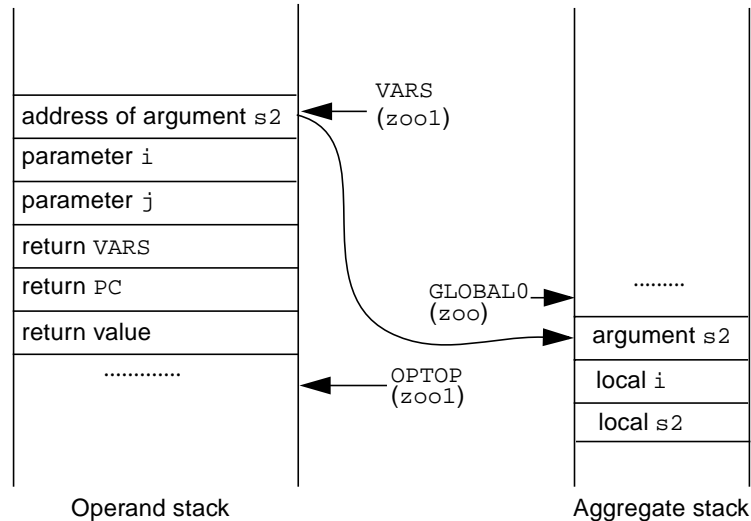 VARS
(zoo1)
address of argument s2
parameter i
parameter j
return VARS
return PC
return value
.............
OPTOP
(zoo1)
GLOBAL0
(zoo)
.........
argument s2
local i
local s2
Operand stack
Aggregate stack